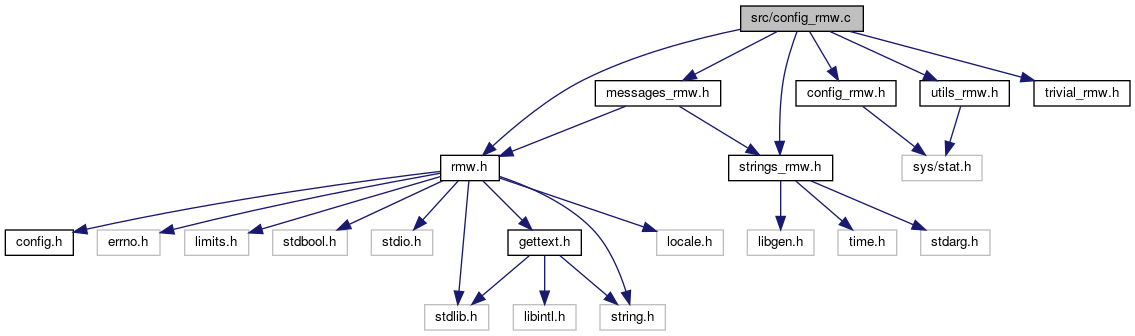 src/config_rmw.c
messages_rmw.h
config_rmw.h
utils_rmw.h
trivial_rmw.h
rmw.h
strings_rmw.h
sys/stat.h
config.h
errno.h
limits.h
stdbool.h
stdio.h
gettext.h
locale.h
libgen.h
time.h
stdarg.h
stdlib.h
libintl.h
string.h